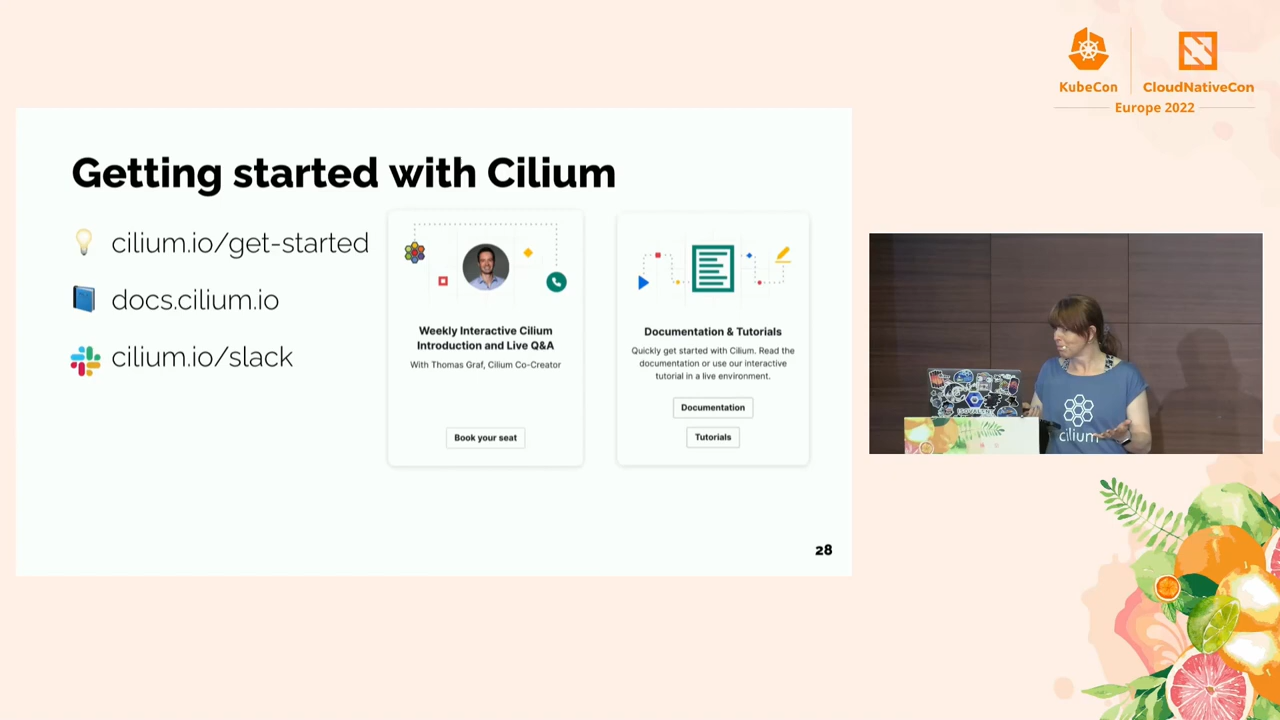 KubeCon
CloudNativeCon
Europe 2022
Getting started with Cilium
cilium.io/get-started
docs.cilium.io
cilium.io/slack
Weekly Interactive Cilium
Introduction and Live Q&A
With Thomas Graf, Cilium Co-Creator
Book your seat
Documentation & Tutorials
Quickly get started with Cilium. Read the
documentation or use our interactive
tutorial in a live environment.
Documentation
Tutorials
28
cilium